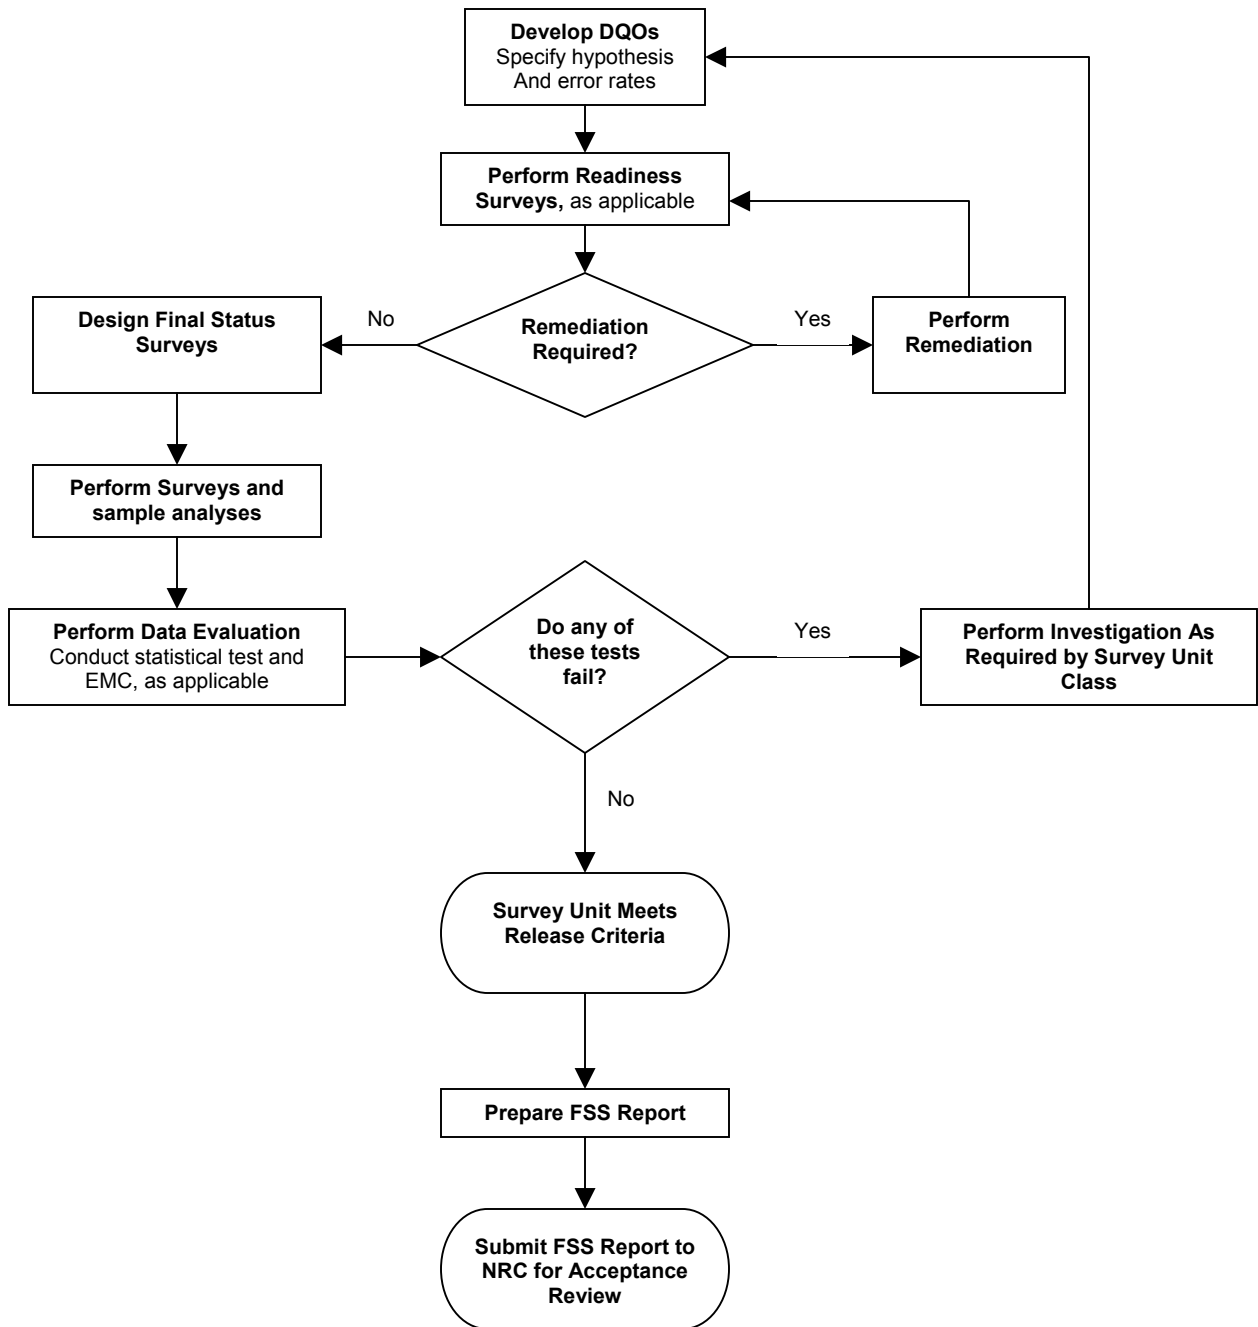 Develop DQOs
Specify hypothesis
And error rates
Perform Readiness
Surveys, as applicable
Design Final Status
Surveys
No
Remediation
Required?
Yes
Perform
Remediation
Perform Surveys and
sample analyses
Perform Data Evaluation
Conduct statistical test and
EMC, as applicable
Do any of
these tests
fail?
Yes
Perform Investigation As
Required by Survey Unit
Class
No
Survey Unit Meets
Release Criteria
Prepare FSS Report
Submit FSS Report to
NRC for Acceptance
Review